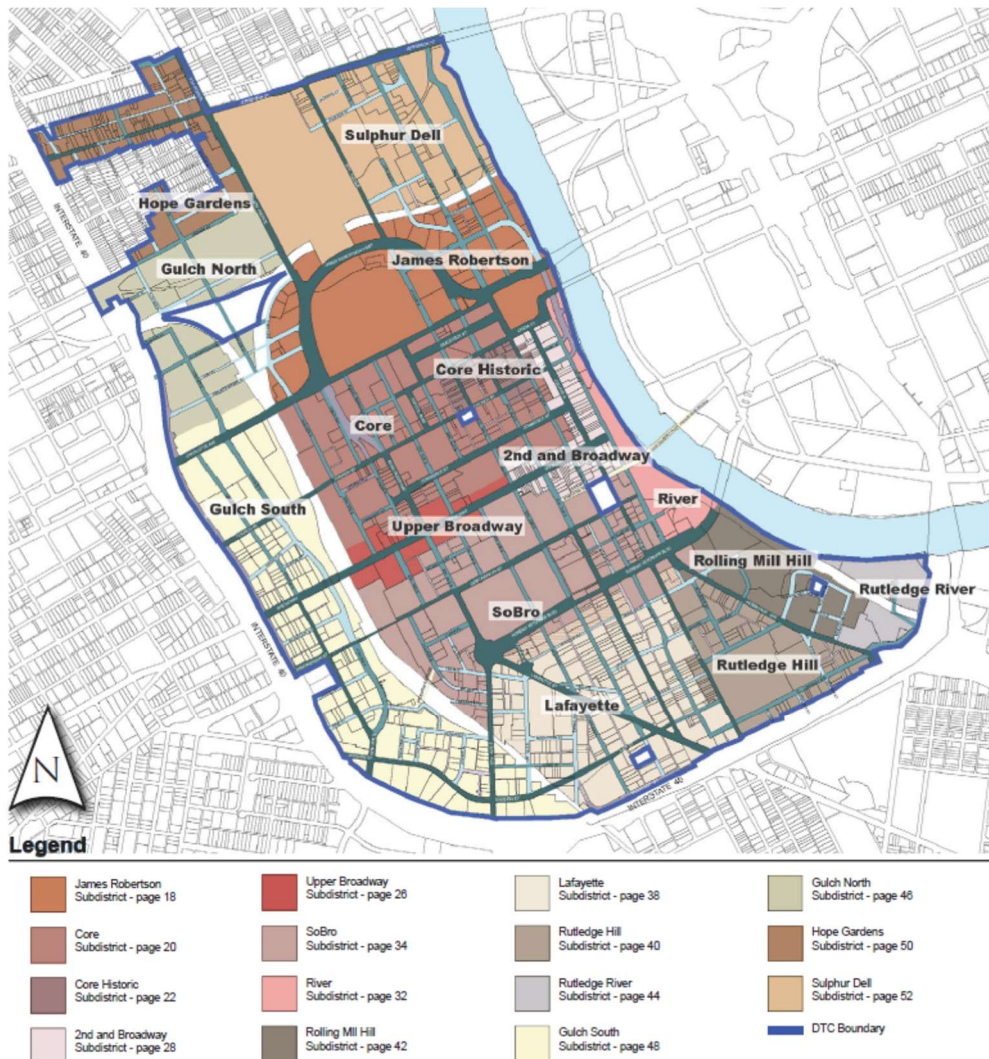 Sulphur Dell
Hope Gardens
INTERSTATE 40
Gulch North
James Robertson
Core Historic
Core
2nd and Broadway
Gulch South
River
Upper Broadway
Rolling Mill Hill
Rutledge River
SoBro
Rutledge Hill
INTERSTATE 40
Lafayette
N
INTERSTATE 40
Legend
James Robertson
Subdistrict - page 18
Core
Subdistrict - page 20
Core Historic
Subdistrict - page 22
2nd and Broadway
Subdistrict - page 28
Upper Broadway
Subdistrict - page 26
SoBro
Subdistrict - page 34
River
Subdistrict - page 32
Rolling MIl Hill
Subdistrict - page 42
Lafayette
Subdistrict - page 38
Rutledge Hill
Subdistrict - page 40
Rutledge River
Subdistrict - page 44
Gulch South
Subdistrict - page 48
Gulch North
Subdistrict - page 46
Hope Gardens
Subdistrict - page 50
Sulphur Dell
Subdistrict - page 52
DTC Boundary